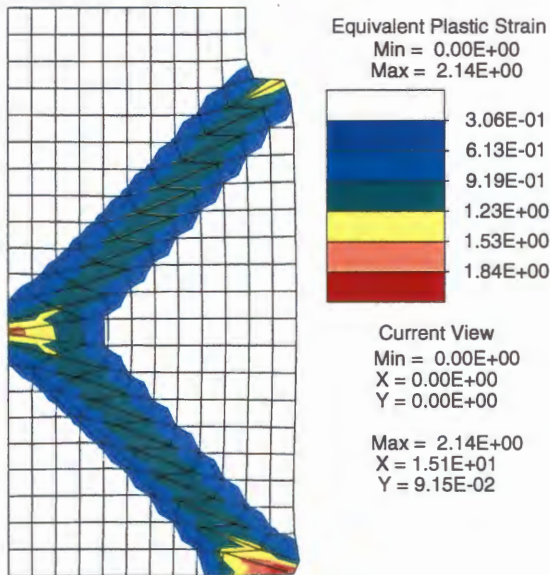 Equivalent Plastic Strain
Min = 0.00E+00
Max = 2.14E+00
3.06E-01
6.13E-01
9.19E-01
1.23E+00
1.53E+00
1.84E+00
Current View
Min = 0.00E+00
X = 0.00E+00
Y = 0.00E+00
Max = 2.14E+00
X = 1.51E+01
Y = 9.15E-02